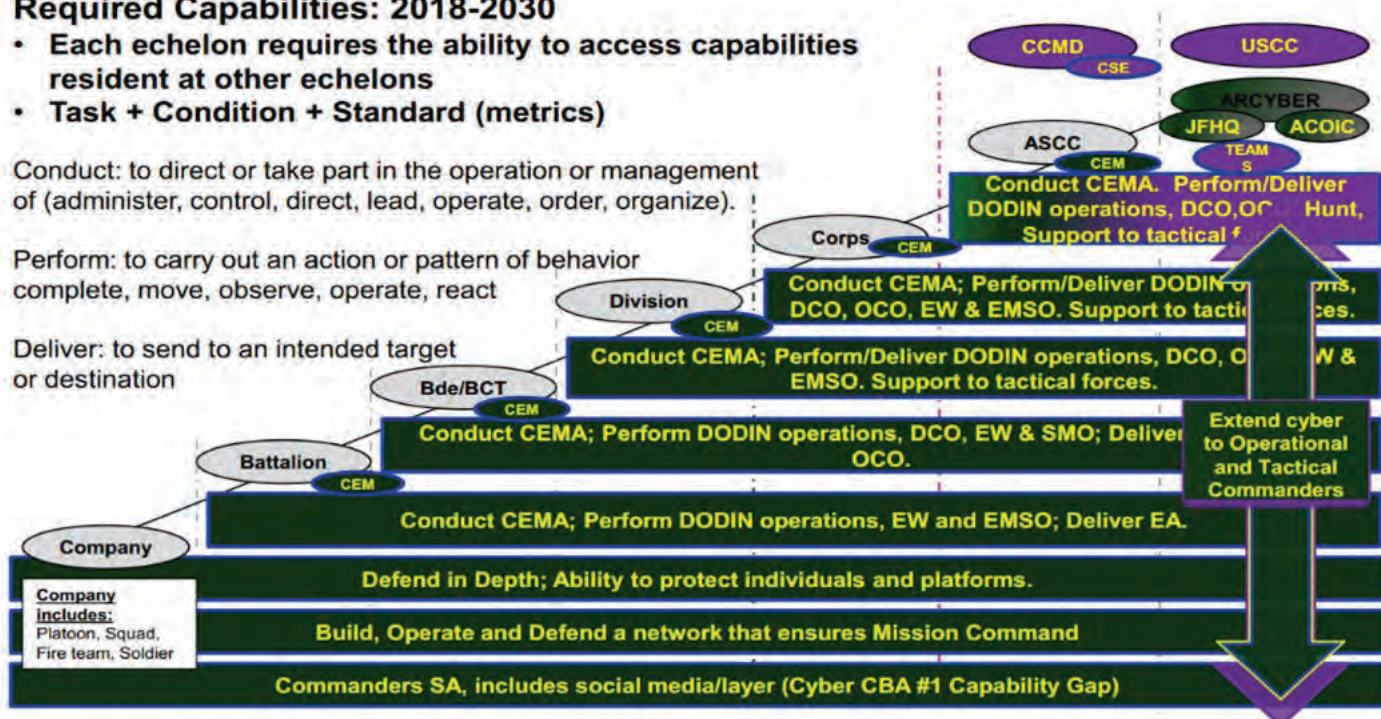 Required Capabilities: 2018-2030
• Each echelon requires the ability to access capabilities
resident at other echelons
• Task + Condition + Standard (metrics)
Conduct: to direct or take part in the operation or management
of (administer, control, direct, lead, operate, order, organize).
Perform: to carry out an action or pattern of behavior
complete, move, observe, operate, react
Deliver: to send to an intended target
or destination
CCMD
CSE
USCC
ARCYBER
JFHQ
ACOIC
TEAM
S
ASCC
CEM
Conduct CEMA. Perform/Deliver
DODIN operations, DCO, Hunt,
Support to tactical
Corps
CEM
Conduct CEMA; Perform/Deliver DODIN
DCO, OCO, EW & EMSO. Support to
Division
CEM
Conduct CEMA; Perform/Deliver DODIN operations, DCO, &
EMSO. Support to tactical forces.
Bde/BCT
CEM
Conduct CEMA; Perform DODIN operations, DCO, EW & SMO; Deliver
OCO.
Battalion
CEM
Conduct CEMA; Perform DODIN operations, EW and EMSO; Deliver EA.
Company
Defend in Depth; Ability to protect individuals and platforms.
Company
includes:
Platoon, Squad,
Fire team, Soldier
Build, Operate and Defend a network that ensures Mission Command
Commanders SA, includes social media/layer (Cyber CBA #1 Capability Gap)
Extend cyber
to Operational
and Tactical
Commanders